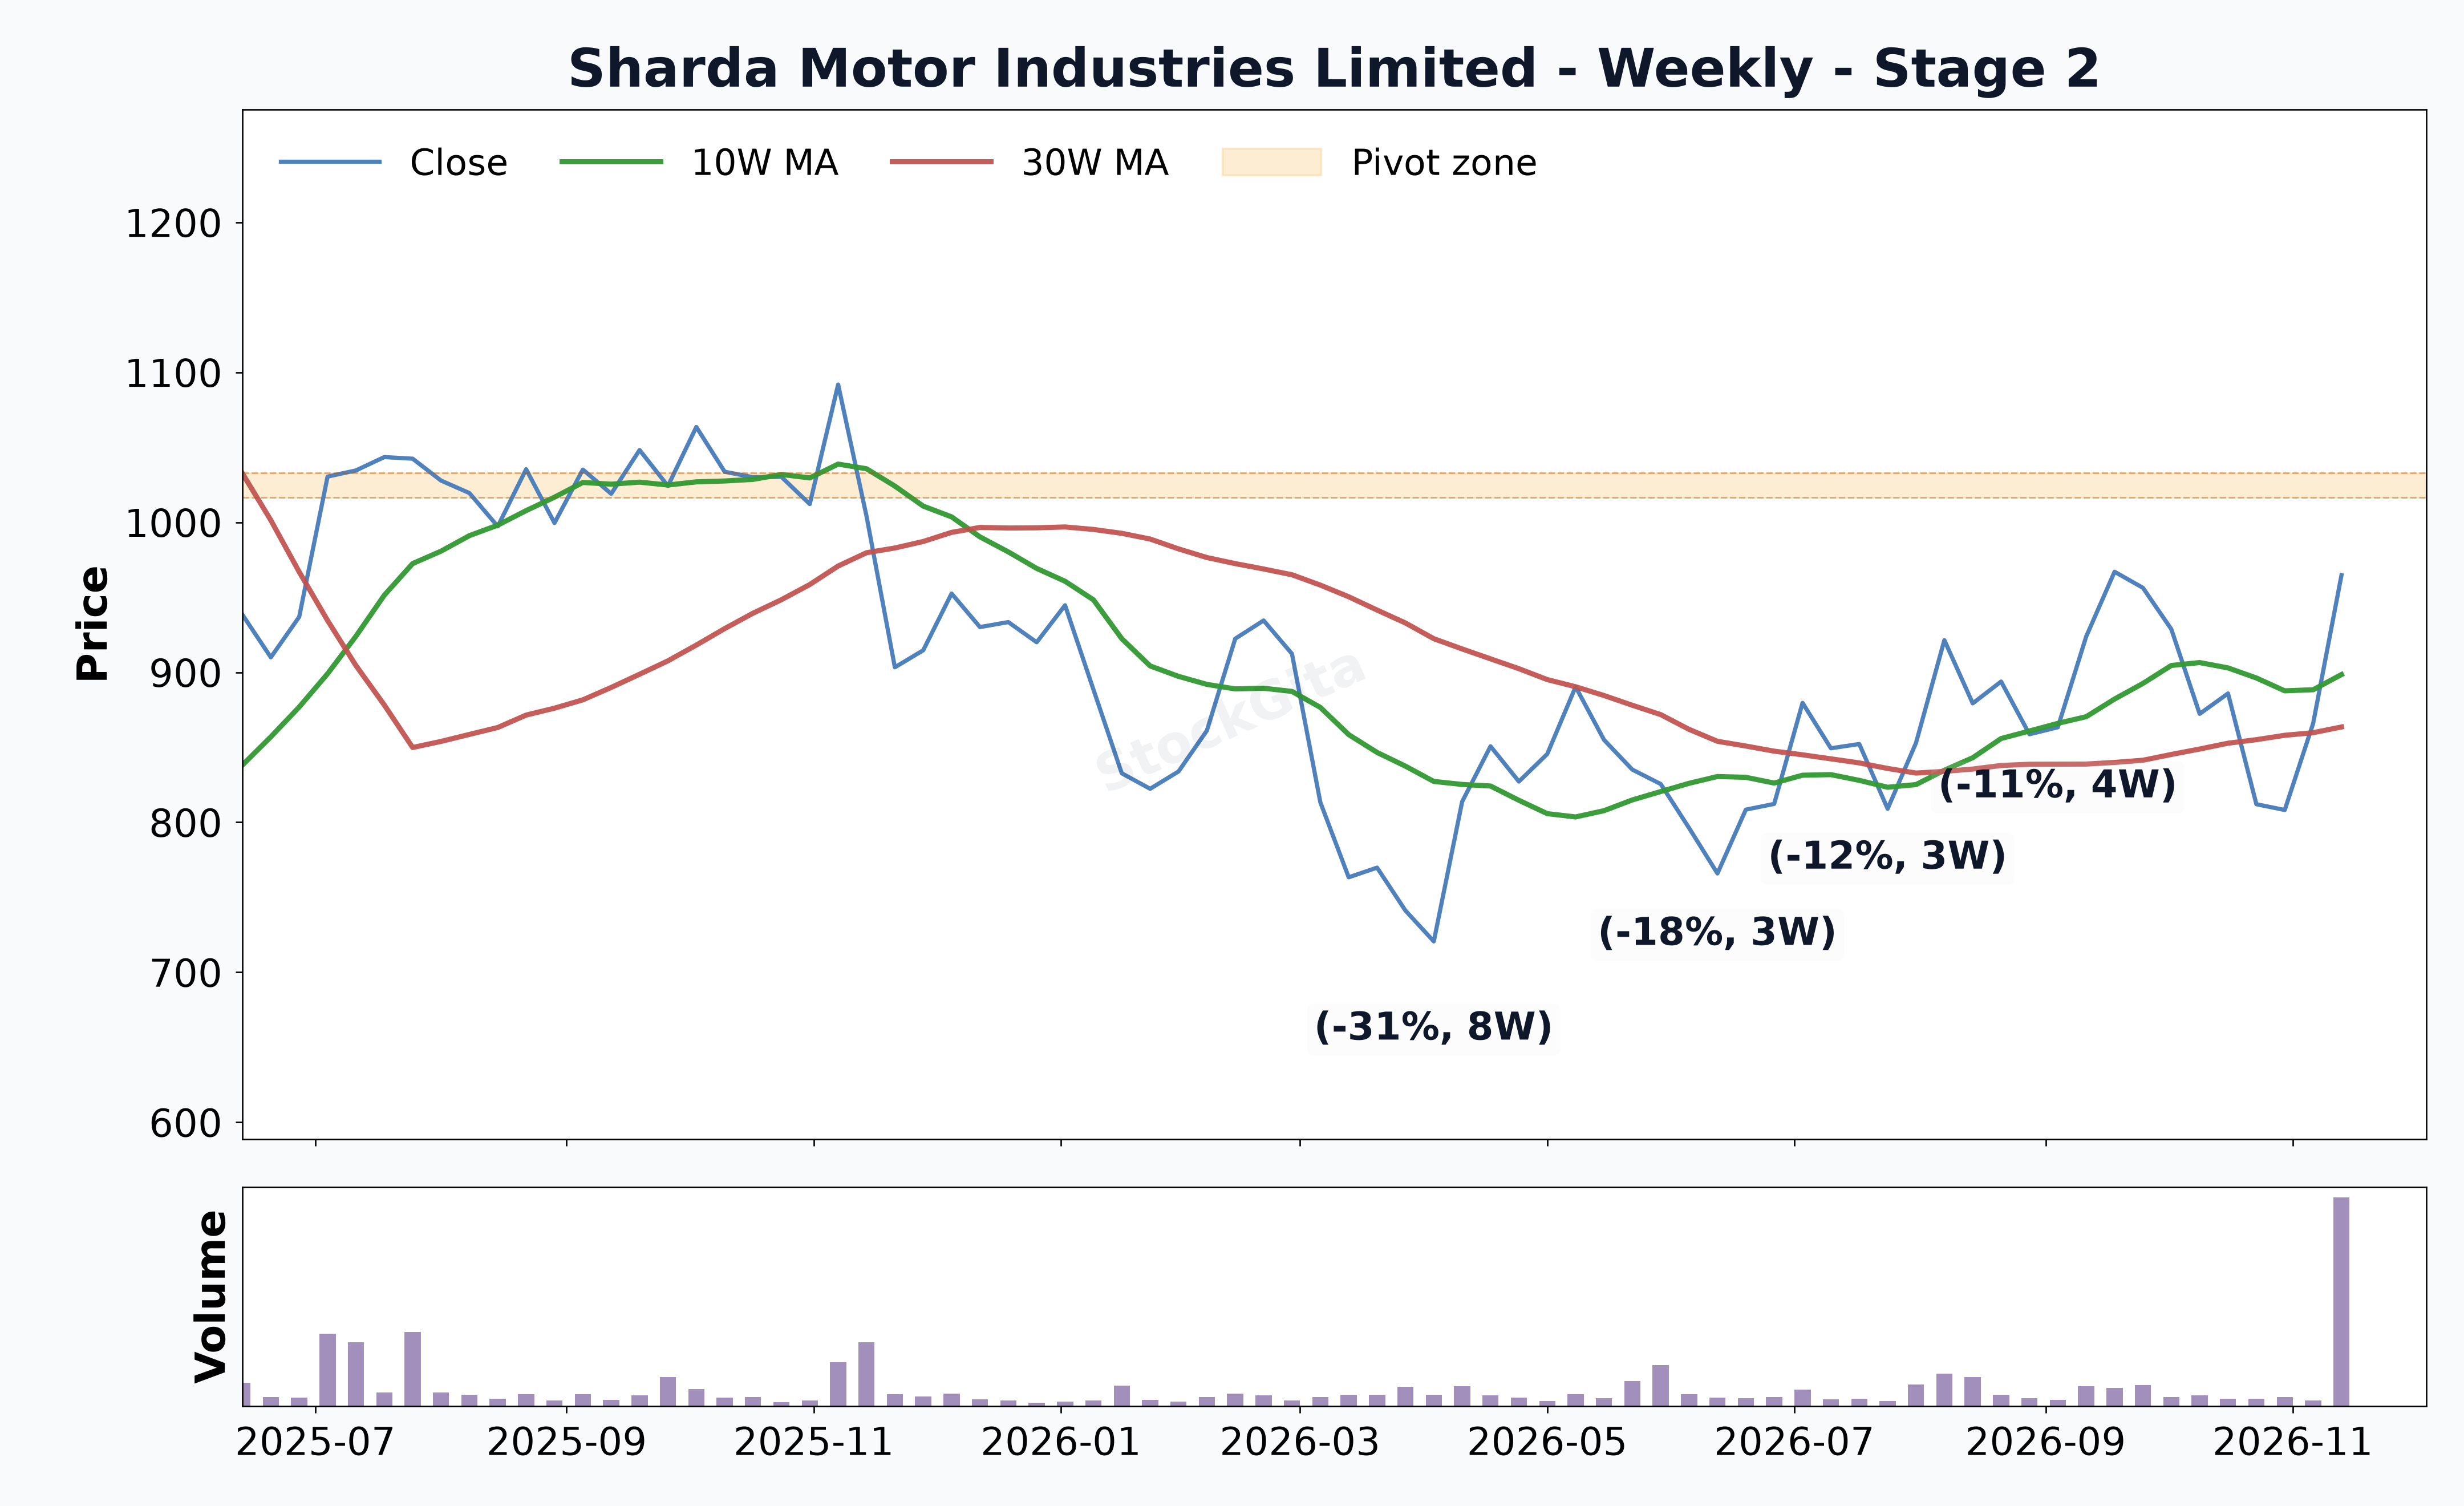 Sharda Motor Industries Limited - Weekly - Stage 2
Close
10W MA
30W MA
Pivot zone
1200
1100
1000
900
800
700
600
Price
StockGita
(-11%, 4W)
(-12%, 3W)
(-18%, 3W)
(-31%, 8W)
Volume
2025-07
2025-09
2025-11
2026-01
2026-03
2026-05
2026-07
2026-09
2026-11